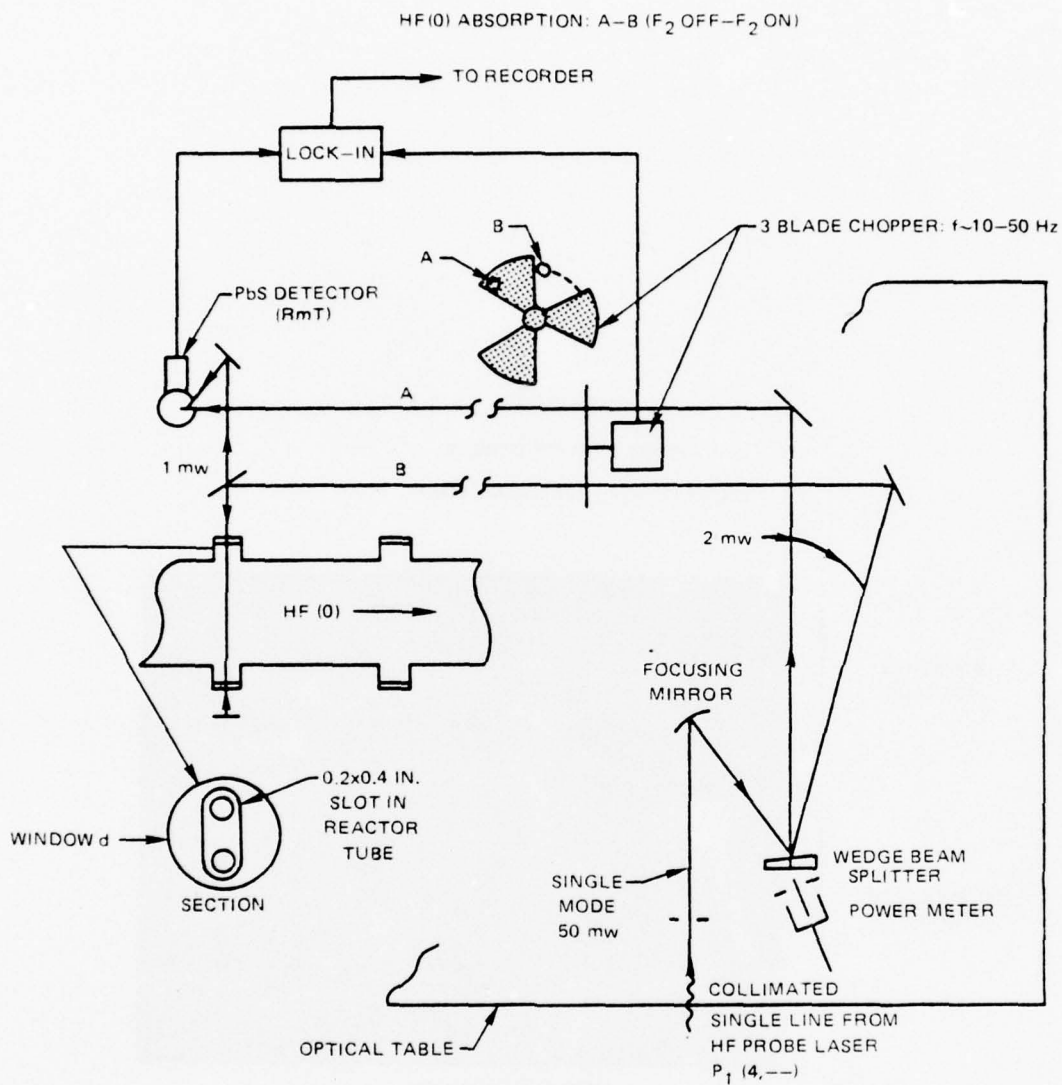 HF(0) ABSORPTION: A–B (F₂ OFF–F₂ ON)
TO RECORDER
LOCK–IN
3 BLADE CHOPPER: f~10–50 Hz
B
A
PbS DETECTOR
(RmT)
A
1 mw
B
2 mw
HF (0)
FOCUSING
MIRROR
0.2x0.4 IN.
SLOT IN
REACTOR
TUBE
WINDOW d
SECTION
WEDGE BEAM
SPLITTER
SINGLE
MODE
50 mw
POWER METER
COLLIMATED
SINGLE LINE FROM
HF PROBE LASER
P₁ (4,––)
OPTICAL TABLE